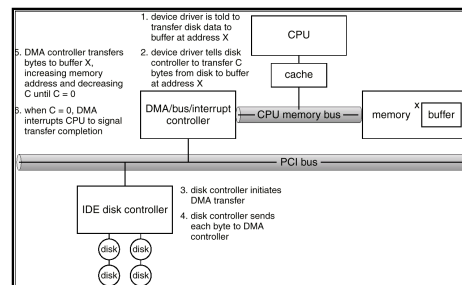 1. device driver is told to
transfer disk data to
buffer at address X
2. device driver tells disk
controller to transfer C
bytes from disk to buffer
at address X
CPU
cache
5. DMA controller transfers
bytes to buffer X,
increasing memory
address and decreasing
C until C = 0
6. when C = 0, DMA
interrupts CPU to signal
transfer completion
DMA/bus/interrupt
controller
CPU memory bus
memory
x
buffer
PCI bus
IDE disk controller
3. disk controller initiates
DMA transfer
4. disk controller sends
each byte to DMA
controller
disk
disk
disk
disk